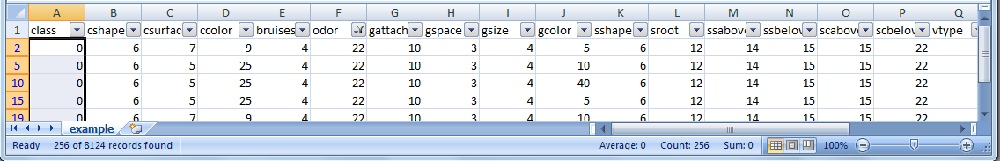 A B C D E F G H I J K L M N O P Q
1 class cshape csurfac ccolor bruises odor gattach gspace gsize gcolor sshape sroot ssabove ssbelow scabove scbelow vtype
2 0 6 7 9 4 22 10 3 4 5 6 12 14 15 15 22
5 0 6 5 25 4 22 10 3 4 10 6 12 14 15 15 22
10 0 6 5 25 4 22 10 3 4 40 6 12 14 15 15 22
15 0 6 5 25 4 22 10 3 4 5 6 12 14 15 15 22
19 0 6 7 9 4 22 10 3 4 10 6 12 14 15 15 22
example
Ready 256 of 8124 records found Average: 0 Count: 256 Sum: 0 100%